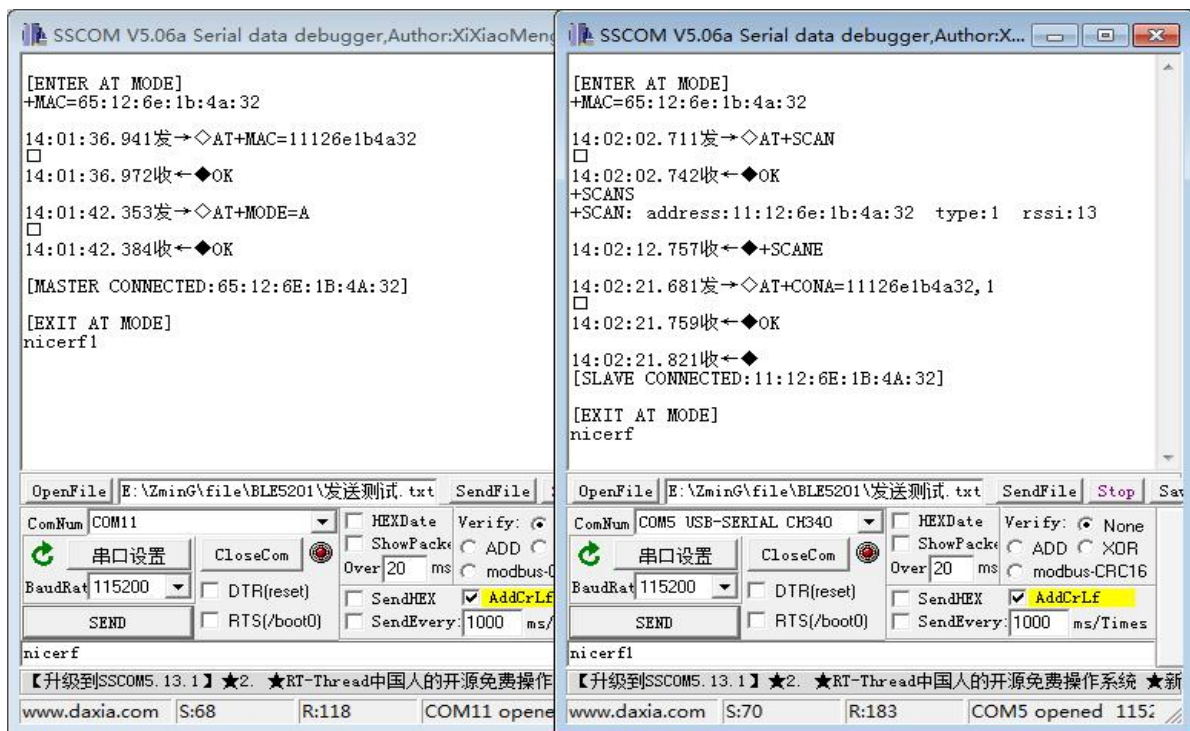 SSCOM V5.06a Serial data debugger,Author:XiXiaoMeng
[ENTER AT MODE]
+MAC=65:12:6e:1b:4a:32
14:01:36.941发→◇AT+MAC=11126e1b4a32
□
14:01:36.972收←◆OK
14:01:42.353发→◇AT+MODE=A
□
14:01:42.384收←◆OK
[MASTER CONNECTED:65:12:6E:1B:4A:32]
[EXIT AT MODE]
nicerf1
OpenFile E:\ZminG\file\BLE5201\发送测试.txt SendFile
ComNum COM11 HEXDate Verify:
串口设置 CloseCom ShowPacke ADD
Over 20 ms modbus-C
BaudRat 115200 DTR(reset) SendHEX AddCrLf
SEND RTS(/boot0) SendEvery: 1000 ms/
nicerf
【升级到SSCOM5.13.1】★2. ★RT-Thread中国人的开源免费操作
www.daxia.com S:68 R:118 COM11 opene
SSCOM V5.06a Serial data debugger,Author:X...
[ENTER AT MODE]
+MAC=65:12:6e:1b:4a:32
14:02:02.711发→◇AT+SCAN
□
14:02:02.742收←◆OK
+SCANS
+SCAN: address:11:12:6e:1b:4a:32 type:1 rssi:13
14:02:12.757收←◆+SCANE
14:02:21.681发→◇AT+CONA=11126e1b4a32,1
□
14:02:21.759收←◆OK
14:02:21.821收←◆
[SLAVE CONNECTED:11:12:6E:1B:4A:32]
[EXIT AT MODE]
nicerf
OpenFile E:\ZminG\file\BLE5201\发送测试.txt SendFile Stop Sav
ComNum COM5 USB-SERIAL CH340 HEXDate Verify: None
串口设置 CloseCom ShowPacke ADD XOR
Over 20 ms modbus-CRC16
BaudRat 115200 DTR(reset) SendHEX AddCrLf
SEND RTS(/boot0) SendEvery: 1000 ms/Times
nicerf1
【升级到SSCOM5.13.1】★2. ★RT-Thread中国人的开源免费操作系统 ★新
www.daxia.com S:70 R:183 COM5 opened 1152